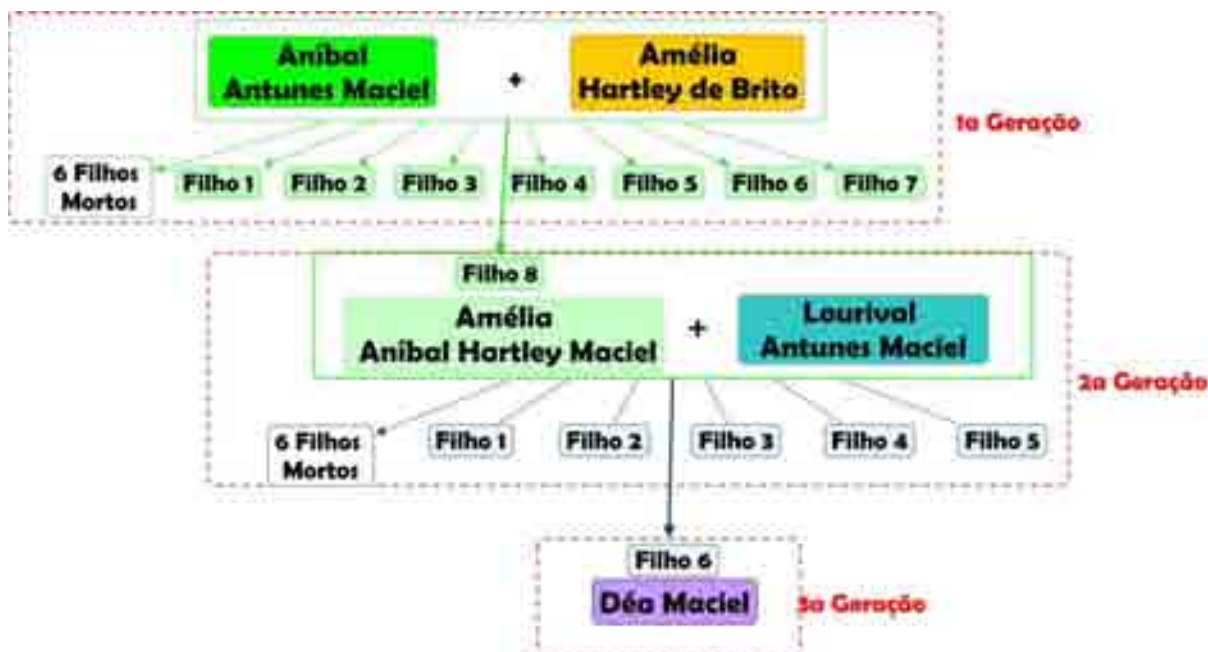 Aníbal
Antunes Maciel
+
Amélia
Hartley de Brito
1a Geração
6 Filhos
Mortos
Filho 1
Filho 2
Filho 3
Filho 4
Filho 5
Filho 6
Filho 7
Filho 8
Amélia
Aníbal Hartley Maciel
+
Lourival
Antunes Maciel
2a Geração
6 Filhos
Mortos
Filho 1
Filho 2
Filho 3
Filho 4
Filho 5
Filho 6
Déa Maciel
3a Geração